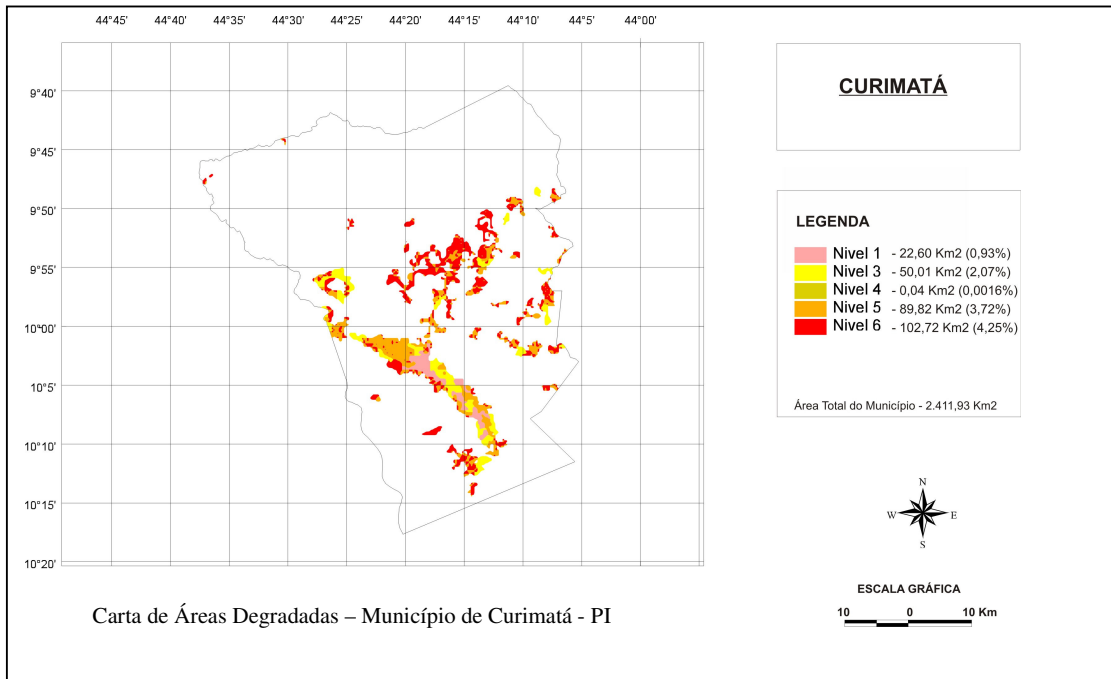 44°45' 44°40' 44°35' 44°30' 44°25' 44°20' 44°15' 44°10' 44°05' 44°00'
9°40'
9°45'
9°50'
9°55'
10°00'
10°5'
10°10'
10°15'
10°20'
Carta de Áreas Degradadas – Município de Curimatá - PI
CURIMATÁ
LEGENDA
Nivel 1 - 22,60 Km2 (0,93%)
Nivel 3 - 50,01 Km2 (2,07%)
Nivel 4 - 0,04 Km2 (0,0016%)
Nivel 5 - 89,82 Km2 (3,72%)
Nivel 6 - 102,72 Km2 (4,25%)
Área Total do Município - 2.411,93 Km2
N
W E
S
ESCALA GRÁFICA
10 0 10 Km